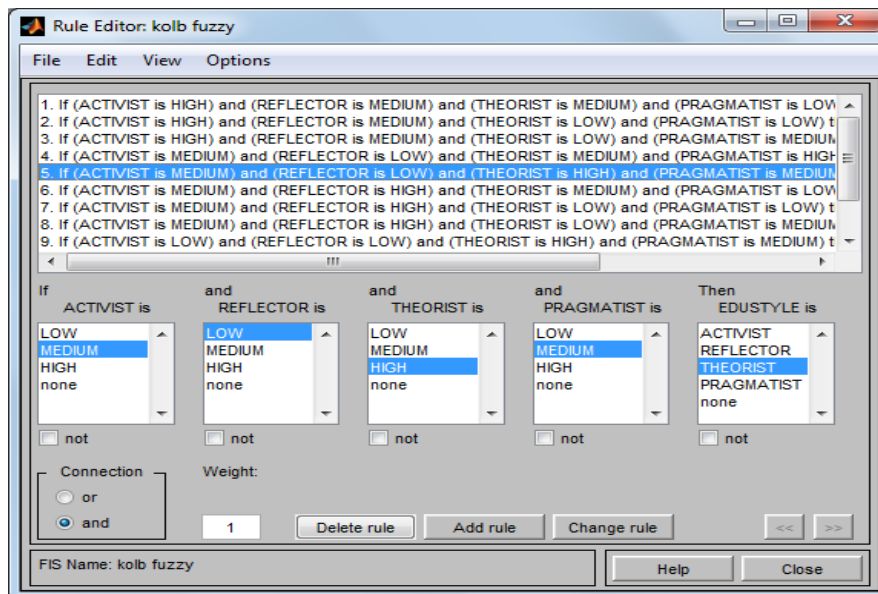 Rule Editor: kolb fuzzy
File Edit View Options
1. If (ACTIVIST is HIGH) and (REFLECTOR is MEDIUM) and (THEORIST is MEDIUM) and (PRAGMATIST is LOW
2. If (ACTIVIST is HIGH) and (REFLECTOR is MEDIUM) and (THEORIST is LOW) and (PRAGMATIST is LOW) t
3. If (ACTIVIST is HIGH) and (REFLECTOR is MEDIUM) and (THEORIST is LOW) and (PRAGMATIST is MEDIUM
4. If (ACTIVIST is MEDIUM) and (REFLECTOR is LOW) and (THEORIST is MEDIUM) and (PRAGMATIST is HIGH
5. If (ACTIVIST is MEDIUM) and (REFLECTOR is LOW) and (THEORIST is HIGH) and (PRAGMATIST is MEDIUM
6. If (ACTIVIST is MEDIUM) and (REFLECTOR is HIGH) and (THEORIST is MEDIUM) and (PRAGMATIST is LOW
7. If (ACTIVIST is MEDIUM) and (REFLECTOR is HIGH) and (THEORIST is LOW) and (PRAGMATIST is LOW) t
8. If (ACTIVIST is MEDIUM) and (REFLECTOR is HIGH) and (THEORIST is LOW) and (PRAGMATIST is MEDIUM
9. If (ACTIVIST is LOW) and (REFLECTOR is LOW) and (THEORIST is HIGH) and (PRAGMATIST is MEDIUM) t
If and and and Then
ACTIVIST is REFLECTOR is THEORIST is PRAGMATIST is EDUSTYLE is
LOW LOW LOW LOW ACTIVIST
MEDIUM MEDIUM MEDIUM MEDIUM REFLECTOR
HIGH HIGH HIGH HIGH THEORIST
none none none none PRAGMATIST
none
not not not not not
Connection Weight:
or
and 1 Delete rule Add rule Change rule << >>
FIS Name: kolb fuzzy Help Close